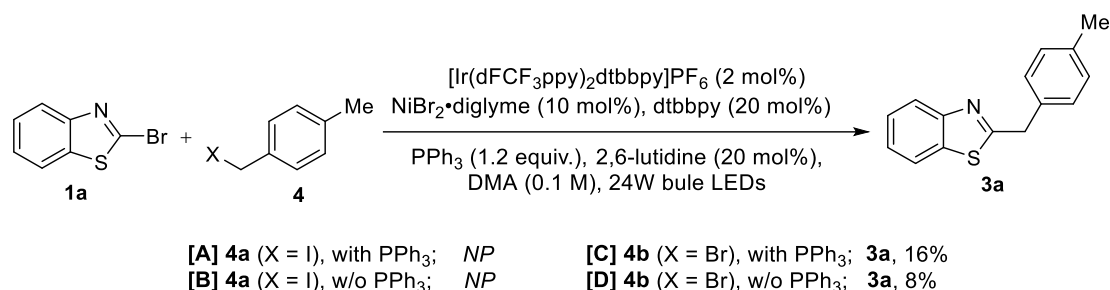 Me
[Ir(dFCF₃ppy)₂dtbbpy]PF₆ (2 mol%)
N
Br
S
+
X
Me
NiBr₂•diglyme (10 mol%), dtbbpy (20 mol%)
PPh₃ (1.2 equiv.), 2,6-lutidine (20 mol%),
DMA (0.1 M), 24W bule LEDs
N
S
1a
4
3a
[A] 4a (X = I), with PPh₃; NP
[C] 4b (X = Br), with PPh₃; 3a, 16%
[B] 4a (X = I), w/o PPh₃; NP
[D] 4b (X = Br), w/o PPh₃; 3a, 8%